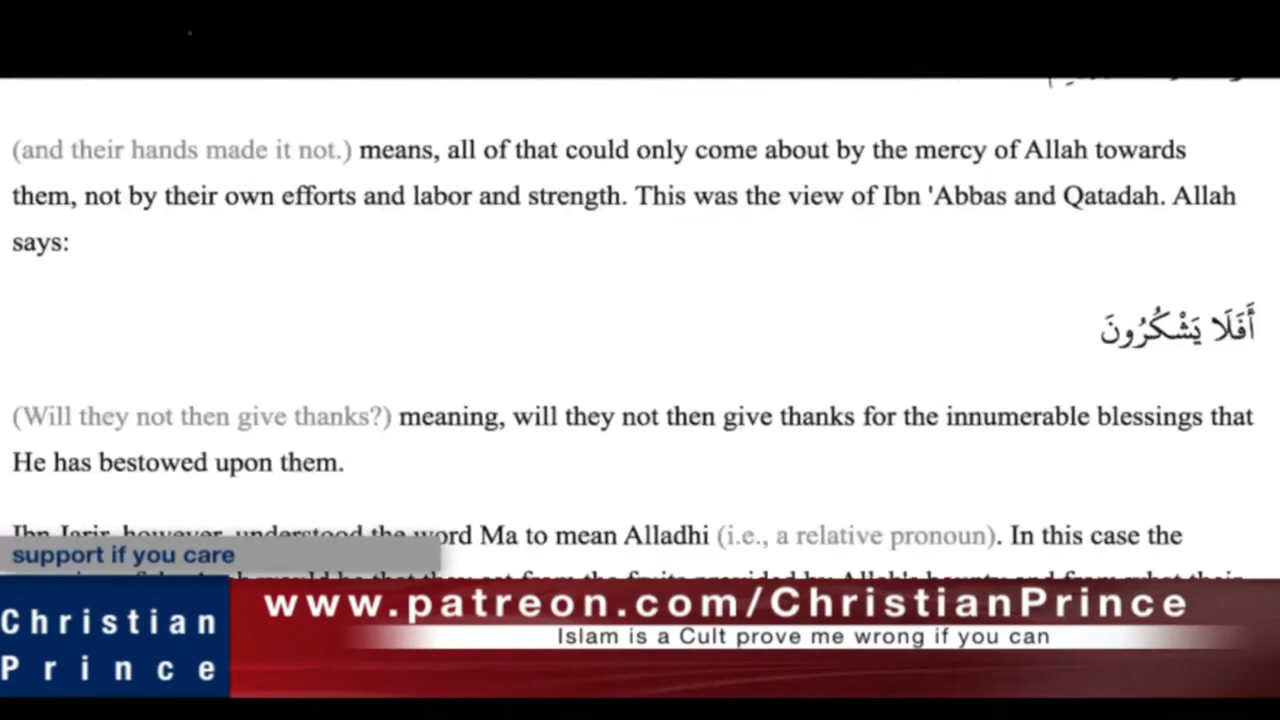 (and their hands made it not.) means, all of that could only come about by the mercy of Allah towards
them, not by their own efforts and labor and strength. This was the view of Ibn 'Abbas and Qatadah. Allah
says:
أَفَلَا يَشْكُرُونَ
(Will they not then give thanks?) meaning, will they not then give thanks for the innumerable blessings that
He has bestowed upon them.
Ibn Jarir, however, understood the word Ma to mean Alladhi (i.e., a relative pronoun). In this case the
support if you care
Christian
Prince
www.patreon.com/ChristianPrince
Islam is a Cult prove me wrong if you can